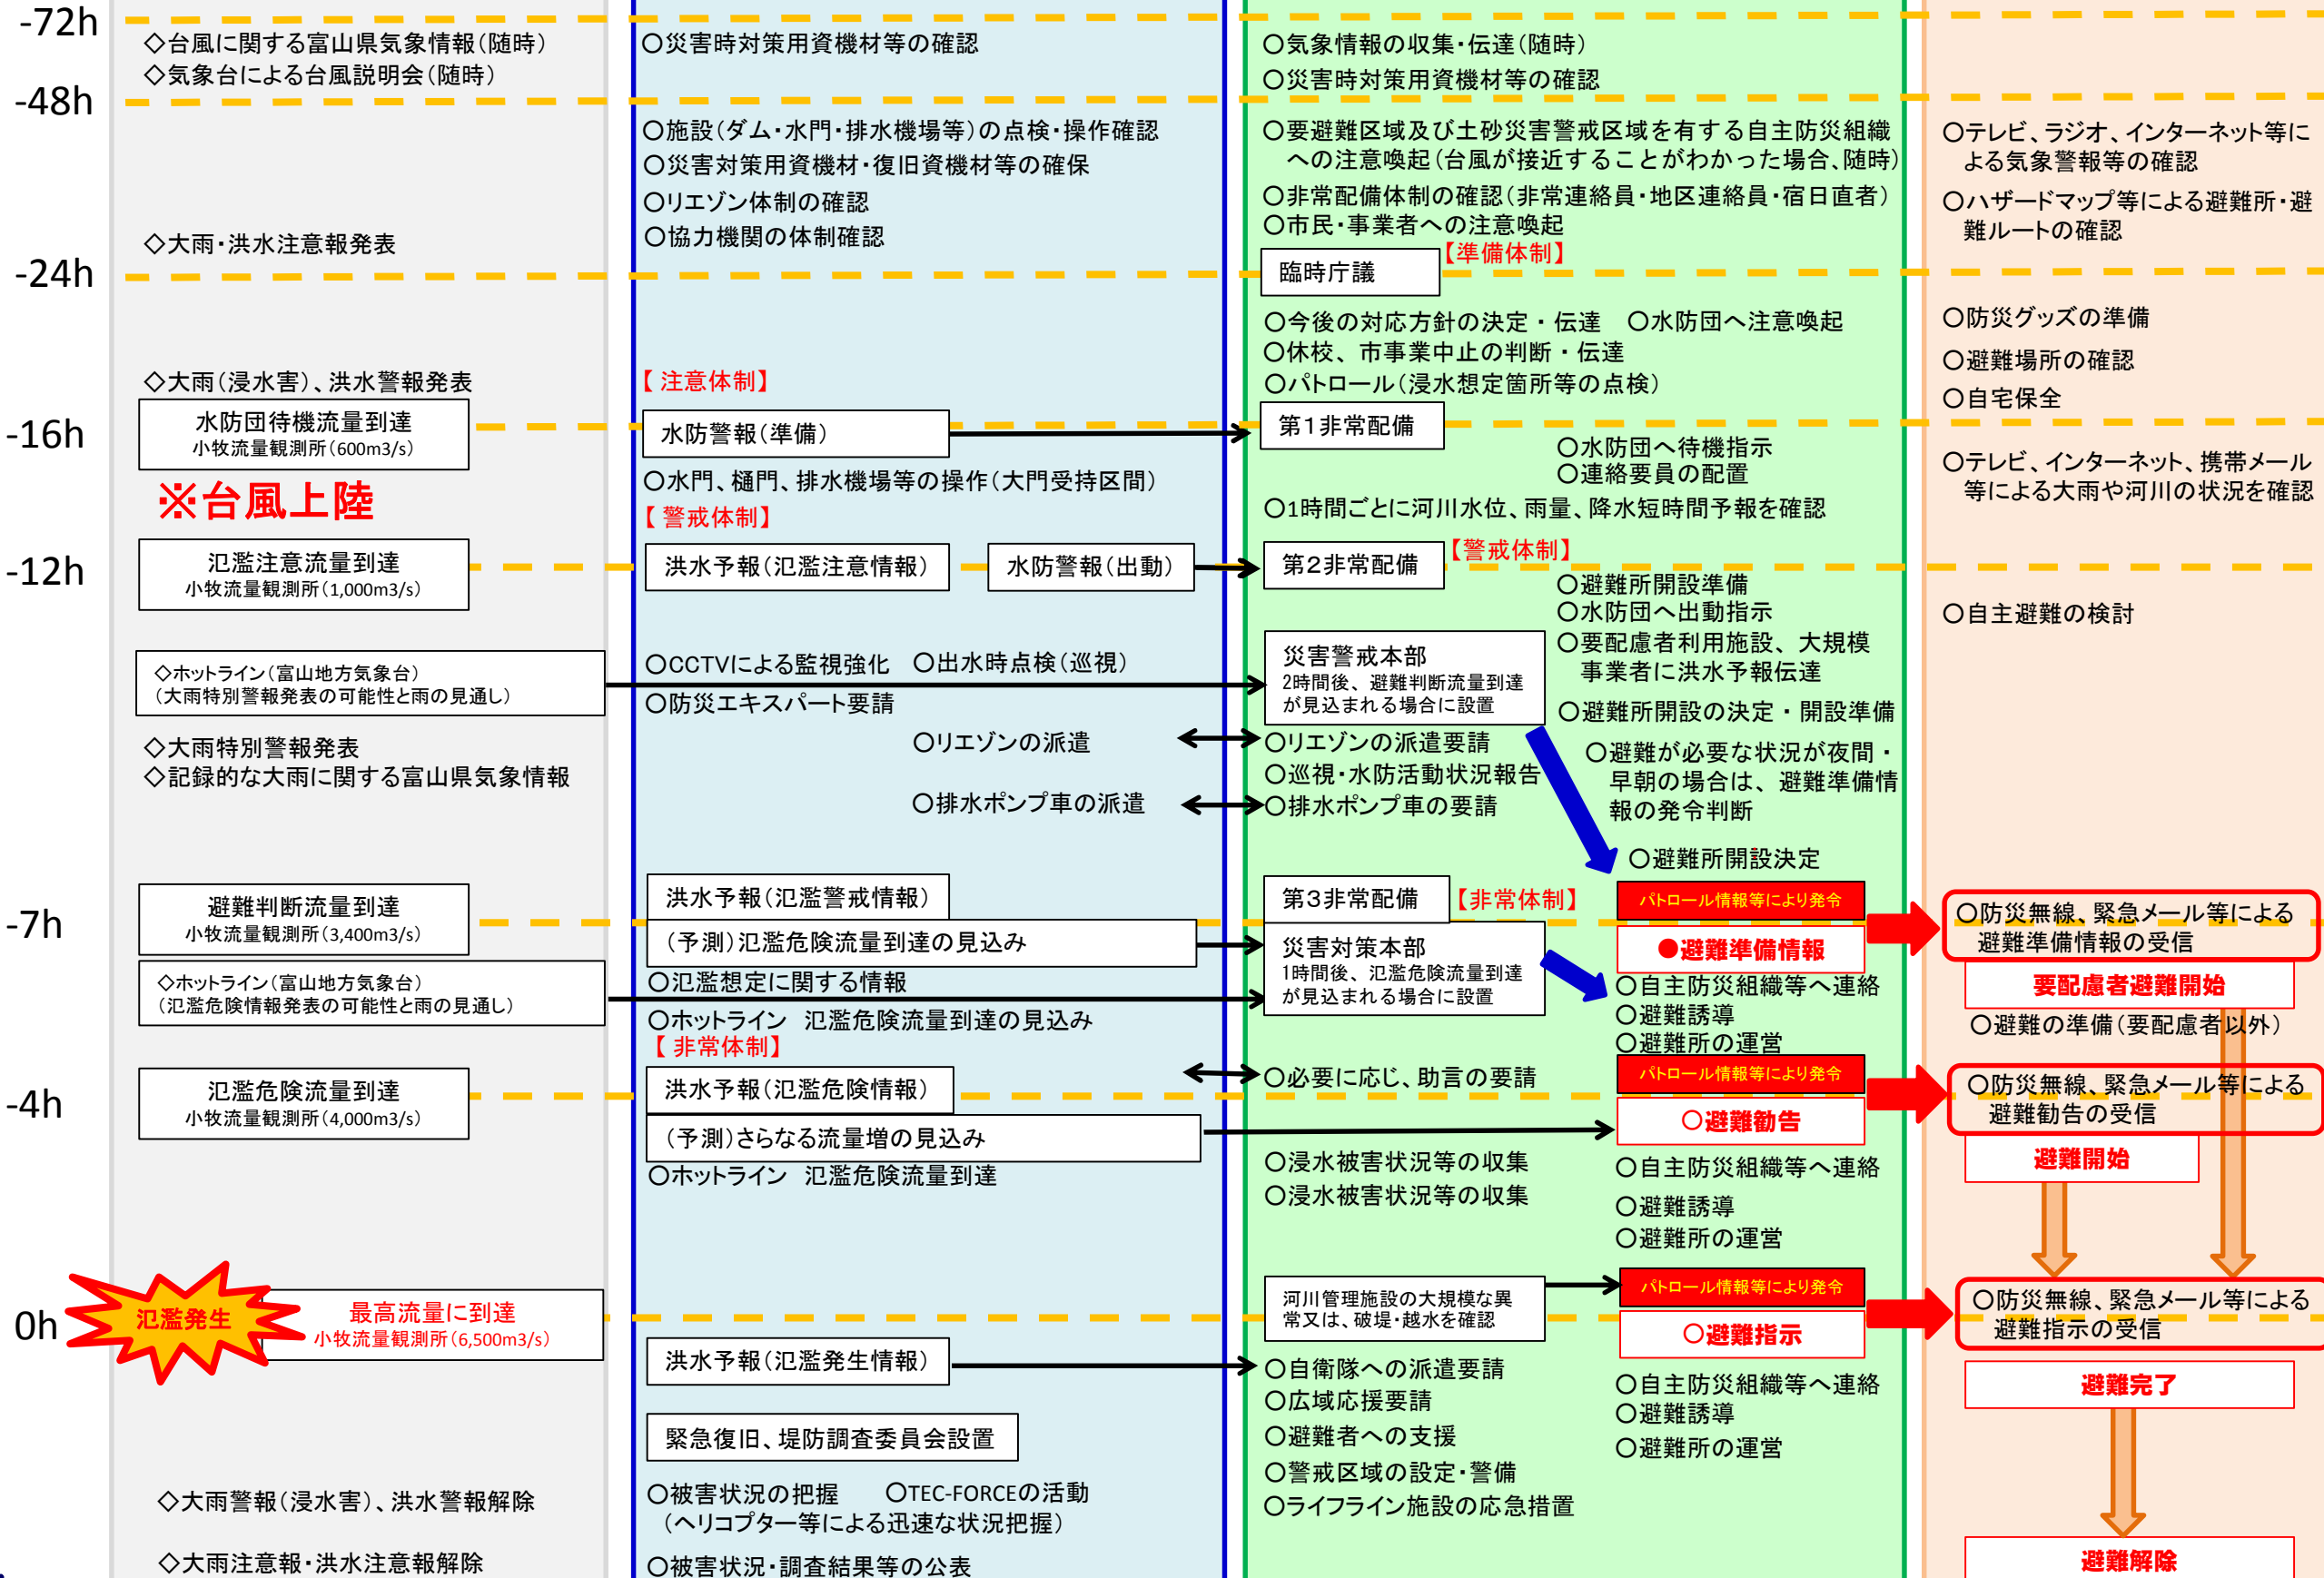 -72h
◇台風に関する富山県気象情報(随時)
◇気象台による台風説明会(随時)
○災害時対策用資機材等の確認
○気象情報の収集・伝達(随時)
○災害時対策用資機材等の確認
-48h
○施設(ダム・水門・排水機場等)の点検・操作確認
○災害対策用資機材・復旧資機材等の確保
○リエゾン体制の確認
○協力機関の体制確認
◇大雨・洪水注意報発表
○要避難区域及び土砂災害警戒区域を有する自主防災組織
への注意喚起(台風が接近することがわかった場合、随時)
○非常配備体制の確認(非常連絡員・地区連絡員・宿日直者)
○市民・事業者への注意喚起
○テレビ、ラジオ、インターネット等に
よる気象警報等の確認
○ハザードマップ等による避難所・避
難ルートの確認
-24h
臨時庁議
【準備体制】
○今後の対応方針の決定・伝達 ○水防団へ注意喚起
○休校、市事業中止の判断・伝達
○パトロール(浸水想定箇所等の点検)
○防災グッズの準備
○避難場所の確認
○自宅保全
◇大雨(浸水害)、洪水警報発表
【注意体制】
-16h
水防団待機流量到達
小牧流量観測所(600m3/s)
水防警報(準備)
第1非常配備
○水防団へ待機指示
○連絡要員の配置
※台風上陸
○水門、樋門、排水機場等の操作(大門受持区間)
【警戒体制】
○1時間ごとに河川水位、雨量、降水短時間予報を確認
○テレビ、インターネット、携帯メール
等による大雨や河川の状況を確認
-12h
氾濫注意流量到達
小牧流量観測所(1,000m3/s)
洪水予報(氾濫注意情報)
水防警報(出動)
第2非常配備
【警戒体制】
○避難所開設準備
○水防団へ出動指示
○要配慮者利用施設、大規模
事業者に洪水予報伝達
○避難所開設の決定・開設準備
○避難が必要な状況が夜間・
早朝の場合は、避難準備情
報の発令判断
○自主避難の検討
◇ホットライン(富山地方気象台)
(大雨特別警報発表の可能性と雨の見通し)
○CCTVによる監視強化 ○出水時点検(巡視)
○防災エキスパート要請
災害警戒本部
2時間後、避難判断流量到達
が見込まれる場合に設置
◇大雨特別警報発表
◇記録的な大雨に関する富山県気象情報
○リエゾンの派遣
○リエゾンの派遣要請
○巡視・水防活動状況報告
○排水ポンプ車の派遣
○排水ポンプ車の要請
○避難所開設決定
-7h
避難判断流量到達
小牧流量観測所(3,400m3/s)
洪水予報(氾濫警戒情報)
(予測)氾濫危険流量到達の見込み
第3非常配備
【非常体制】
パトロール情報等により発令
●避難準備情報
○防災無線、緊急メール等による
避難準備情報の受信
要配慮者避難開始
○避難の準備(要配慮者以外)
災害対策本部
1時間後、氾濫危険流量到達
が見込まれる場合に設置
◇ホットライン(富山地方気象台)
(氾濫危険情報発表の可能性と雨の見通し)
○氾濫想定に関する情報
○ホットライン 氾濫危険流量到達の見込み
【非常体制】
○自主防災組織等へ連絡
○避難誘導
○避難所の運営
-4h
氾濫危険流量到達
小牧流量観測所(4,000m3/s)
洪水予報(氾濫危険情報)
(予測)さらなる流量増の見込み
○ホットライン 氾濫危険流量到達
○必要に応じ、助言の要請
パトロール情報等により発令
○避難勧告
○防災無線、緊急メール等による
避難勧告の受信
避難開始
○浸水被害状況等の収集
○浸水被害状況等の収集
○自主防災組織等へ連絡
○避難誘導
○避難所の運営
0h
氾濫発生
最高流量に到達
小牧流量観測所(6,500m3/s)
河川管理施設の大規模な異
常又は、破堤・越水を確認
パトロール情報等により発令
○避難指示
○防災無線、緊急メール等による
避難指示の受信
避難完了
洪水予報(氾濫発生情報)
○自衛隊への派遣要請
○広域応援要請
○避難者への支援
○警戒区域の設定・警備
○ライフライン施設の応急措置
○自主防災組織等へ連絡
○避難誘導
○避難所の運営
緊急復旧、堤防調査委員会設置
◇大雨警報(浸水害)、洪水警報解除
○被害状況の把握 ○TEC-FORCEの活動
(ヘリコプター等による迅速な状況把握)
◇大雨注意報・洪水注意報解除
○被害状況・調査結果等の公表
避難解除